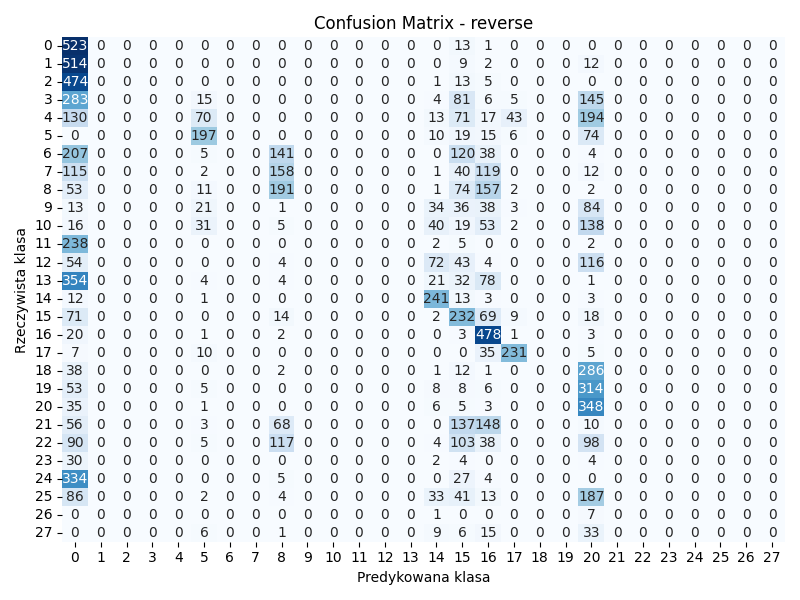 Confusion Matrix - reverse
Rzeczywista klasa
0 523 0 0 0 0 0 0 0 0 0 0 0 0 0 0 13 1 0 0 0 0 0 0 0 0 0 0 0
1 514 0 0 0 0 0 0 0 0 0 0 0 0 0 0 9 2 0 0 0 12 0 0 0 0 0 0 0
2 474 0 0 0 0 0 0 0 0 0 0 0 0 0 1 13 5 0 0 0 0 0 0 0 0 0 0 0
3 283 0 0 0 0 15 0 0 0 0 0 0 0 0 4 81 6 5 0 0 145 0 0 0 0 0 0 0
4 130 0 0 0 0 70 0 0 0 0 0 0 0 0 13 71 17 43 0 0 194 0 0 0 0 0 0 0
5 0 0 0 0 0 197 0 0 0 0 0 0 0 0 10 19 15 6 0 0 74 0 0 0 0 0 0 0
6 207 0 0 0 0 5 0 0 141 0 0 0 0 0 0 120 38 0 0 0 4 0 0 0 0 0 0 0
7 115 0 0 0 0 2 0 0 158 0 0 0 0 0 1 40 119 0 0 0 12 0 0 0 0 0 0 0
8 53 0 0 0 0 11 0 0 191 0 0 0 0 0 1 74 157 2 0 0 2 0 0 0 0 0 0 0
9 13 0 0 0 0 21 0 0 1 0 0 0 0 0 34 36 38 3 0 0 84 0 0 0 0 0 0 0
10 16 0 0 0 0 31 0 0 5 0 0 0 0 0 40 19 53 2 0 0 138 0 0 0 0 0 0 0
11 238 0 0 0 0 0 0 0 0 0 0 0 0 0 2 5 0 0 0 0 2 0 0 0 0 0 0 0
12 54 0 0 0 0 0 0 0 4 0 0 0 0 0 72 43 4 0 0 0 116 0 0 0 0 0 0 0
13 354 0 0 0 0 4 0 0 4 0 0 0 0 0 21 32 78 0 0 0 1 0 0 0 0 0 0 0
14 12 0 0 0 0 1 0 0 0 0 0 0 0 0 241 13 3 0 0 0 3 0 0 0 0 0 0 0
15 71 0 0 0 0 0 0 0 14 0 0 0 0 0 2 232 69 9 0 0 18 0 0 0 0 0 0 0
16 20 0 0 0 0 1 0 0 2 0 0 0 0 0 0 3 478 1 0 0 3 0 0 0 0 0 0 0
17 7 0 0 0 0 10 0 0 0 0 0 0 0 0 0 0 35 231 0 0 5 0 0 0 0 0 0 0
18 38 0 0 0 0 0 0 0 2 0 0 0 0 0 1 12 1 0 0 0 286 0 0 0 0 0 0 0
19 53 0 0 0 0 5 0 0 0 0 0 0 0 0 8 8 6 0 0 0 314 0 0 0 0 0 0 0
20 35 0 0 0 0 1 0 0 0 0 0 0 0 0 6 5 3 0 0 0 348 0 0 0 0 0 0 0
21 56 0 0 0 0 3 0 0 68 0 0 0 0 0 0 137 148 0 0 0 10 0 0 0 0 0 0 0
22 90 0 0 0 0 5 0 0 117 0 0 0 0 0 4 103 38 0 0 0 98 0 0 0 0 0 0 0
23 30 0 0 0 0 0 0 0 0 0 0 0 0 0 2 4 0 0 0 0 4 0 0 0 0 0 0 0
24 334 0 0 0 0 0 0 0 5 0 0 0 0 0 0 27 4 0 0 0 0 0 0 0 0 0 0 0
25 86 0 0 0 0 2 0 0 4 0 0 0 0 0 33 41 13 0 0 0 187 0 0 0 0 0 0 0
26 0 0 0 0 0 0 0 0 0 0 0 0 0 0 1 0 0 0 0 0 7 0 0 0 0 0 0 0
27 0 0 0 0 0 6 0 0 1 0 0 0 0 0 9 6 15 0 0 0 33 0 0 0 0 0 0 0
0 1 2 3 4 5 6 7 8 9 10 11 12 13 14 15 16 17 18 19 20 21 22 23 24 25 26 27
Predykowana klasa